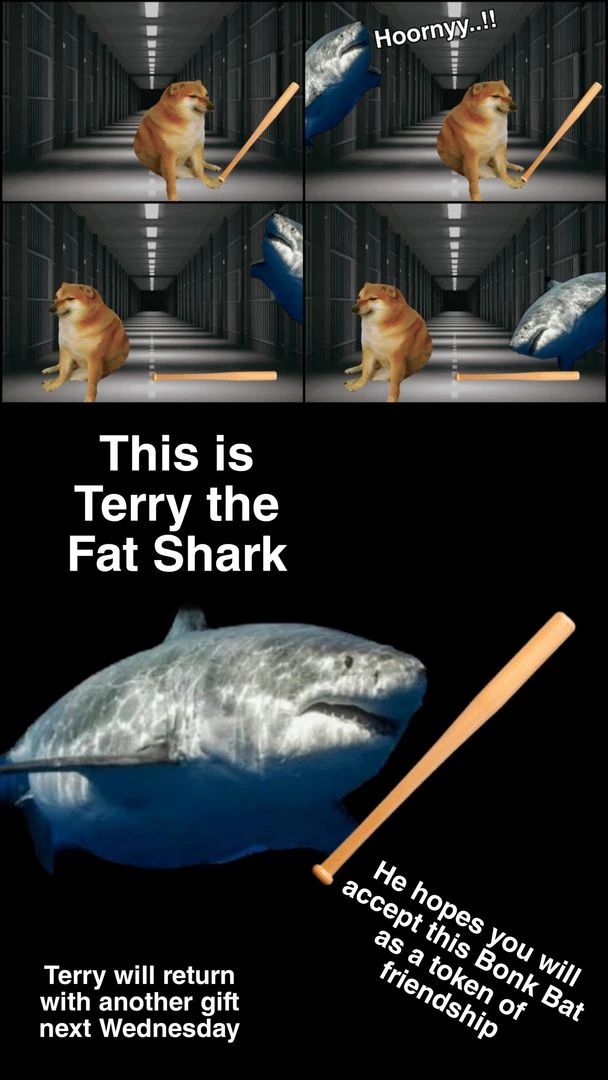 Hoornyy..!!
This is
Terry the
Fat Shark
He hopes you will
accept this Bonk Bat
as a token of
friendship
Terry will return
with another gift
next Wednesday